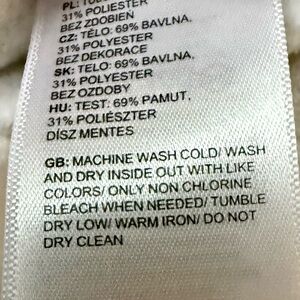 PL:
31% POLIESTER
BEZ ZDOBIEŃ
CZ: TĚLO: 69% BAVLNA,
31% POLYESTER
BEZ DEKORACE
SK: TELO: 69% BAVLNA,
31% POLYESTER
BEZ OZDOBY
HU: TEST: 69% PAMUT,
31% POLIÉSZTER
DÍSZ MENTES
GB: MACHINE WASH COLD/ WASH
AND DRY INSIDE OUT WITH LIKE
COLORS/ ONLY NON CHLORINE
BLEACH WHEN NEEDED/ TUMBLE
DRY LOW/ WARM IRON/ DO NOT
DRY CLEAN